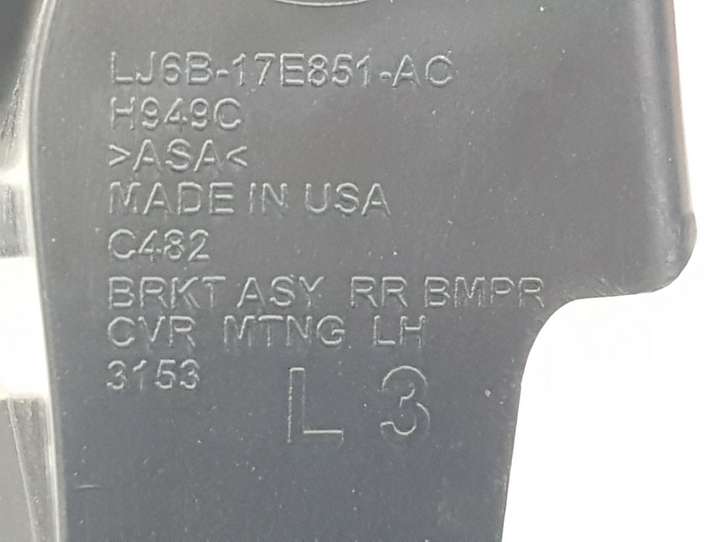 LJ6B-17E851-AC
H949C
>ASA<
MADE IN USA
C482
BRKT ASY RR BMPR
CVR MTNG LH
3153
L 3